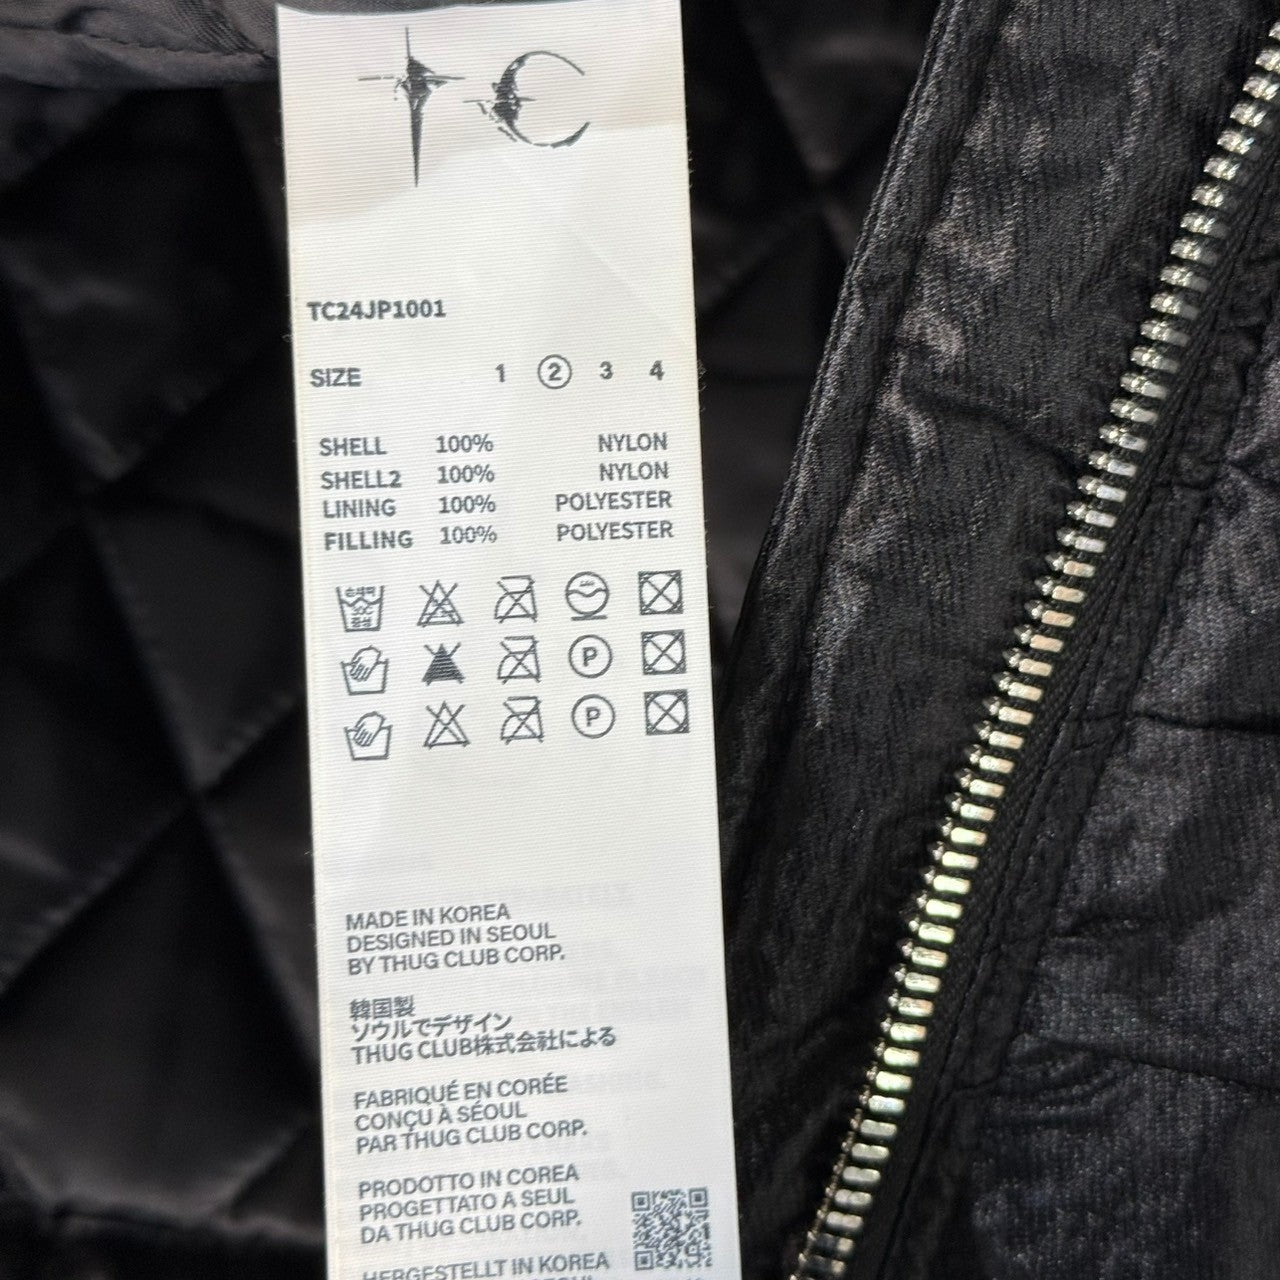 TC
TC24JP1001
SIZE 1 2 3 4
SHELL 100% NYLON
SHELL2 100% NYLON
LINING 100% POLYESTER
FILLING 100% POLYESTER
P
P
MADE IN KOREA
DESIGNED IN SEOUL
BY THUG CLUB CORP.
韓国製
ソウルでデザイン
THUG CLUB株式会社による
FABRIQUÉ EN CORÉE
CONÇU À SÉOUL
PAR THUG CLUB CORP.
PRODOTTO IN COREA
PROGETTATO A SEUL
DA THUG CLUB CORP.
HERGESTELLT IN KOREA